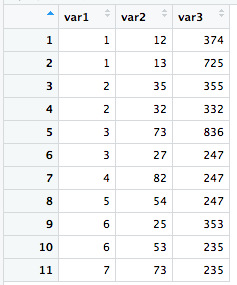 var1 var2 var3
1 1 12 374
2 1 13 725
3 2 35 355
4 2 32 332
5 3 73 836
6 3 27 247
7 4 82 247
8 5 54 247
9 6 25 353
10 6 53 235
11 7 73 235